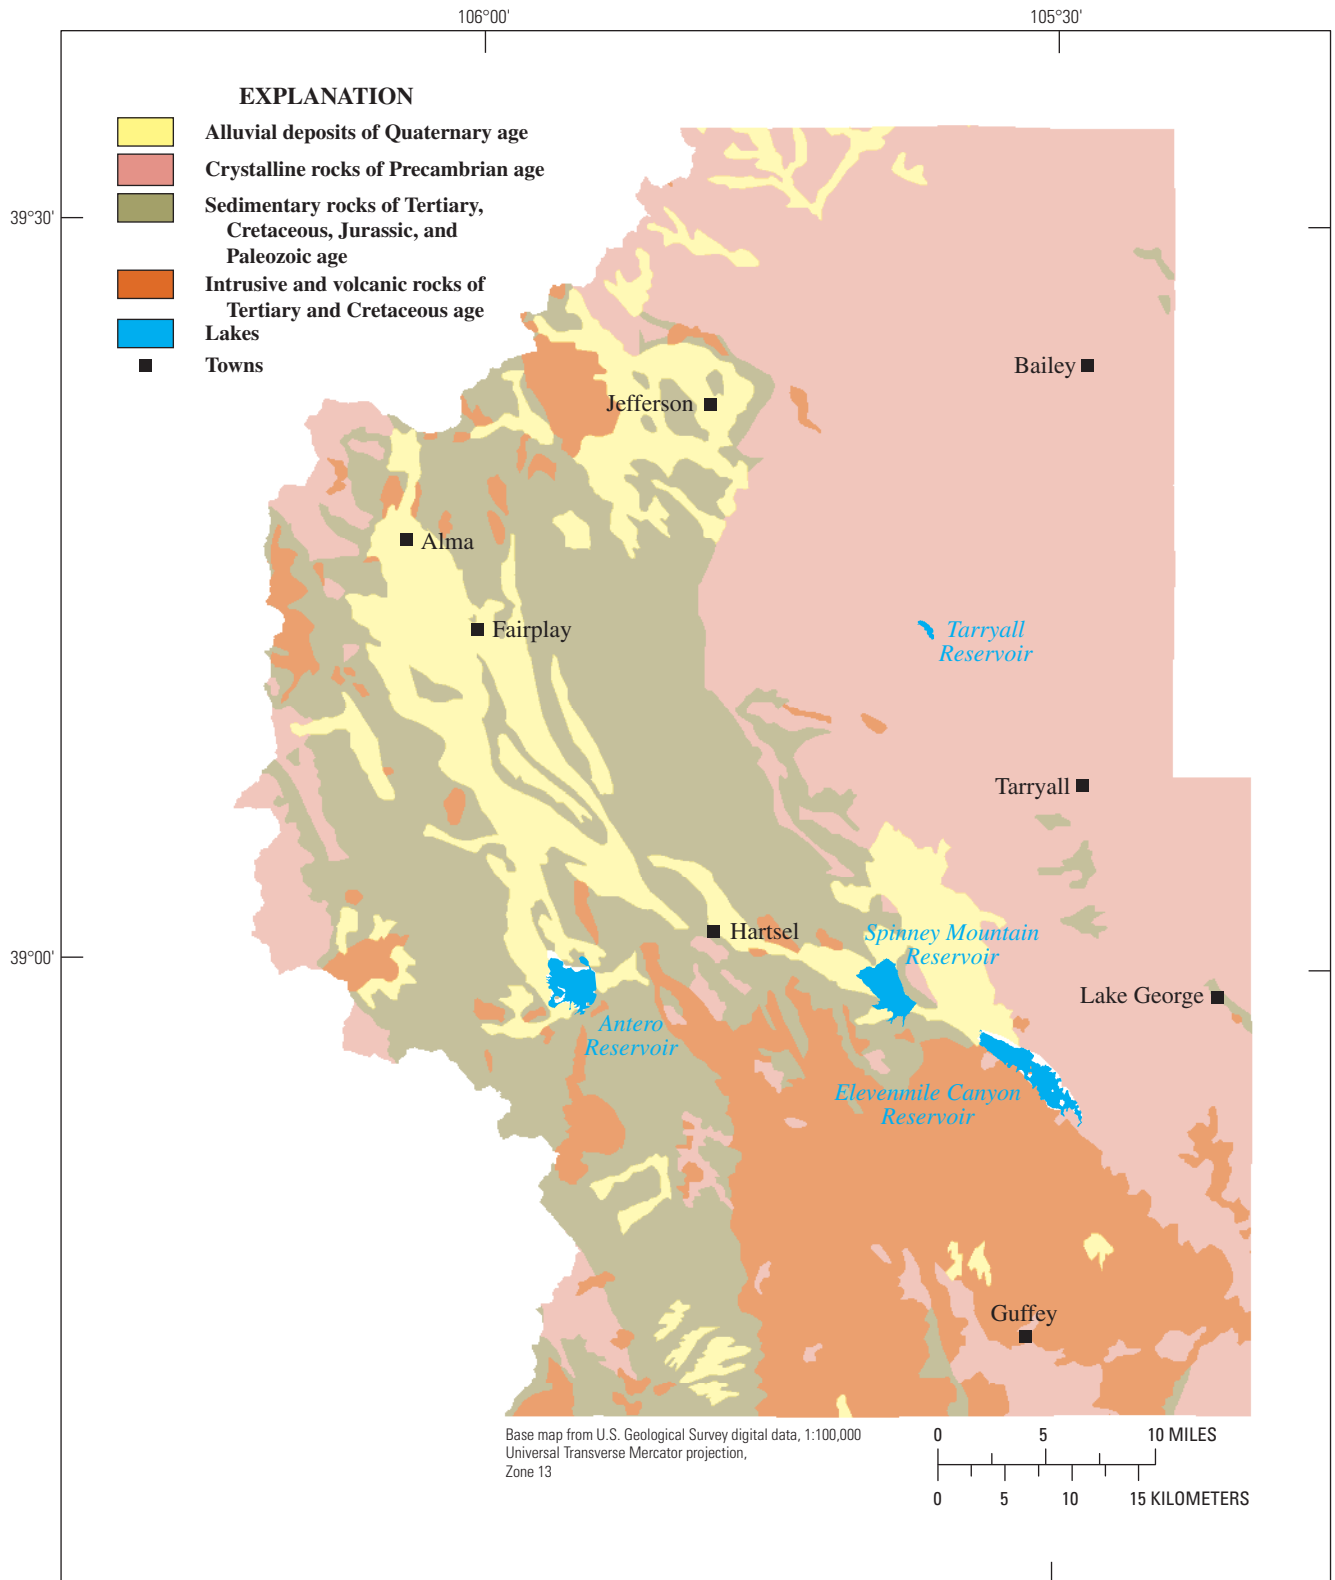 106°00'
105°30'
EXPLANATION
Alluvial deposits of Quaternary age
Crystalline rocks of Precambrian age
Sedimentary rocks of Tertiary,
Cretaceous, Jurassic, and
Paleozoic age
Intrusive and volcanic rocks of
Tertiary and Cretaceous age
Lakes
Towns
39°30'
Bailey
Jefferson
Alma
Fairplay
Tarryall
Reservoir
Tarryall
Hartsel
Spinney Mountain
Reservoir
39°00'
Lake George
Antero
Reservoir
Elevenmile Canyon
Reservoir
Guffey
Base map from U.S. Geological Survey digital data, 1:100,000
Universal Transverse Mercator projection,
Zone 13
0 5 10 MILES
0 5 10 15 KILOMETERS